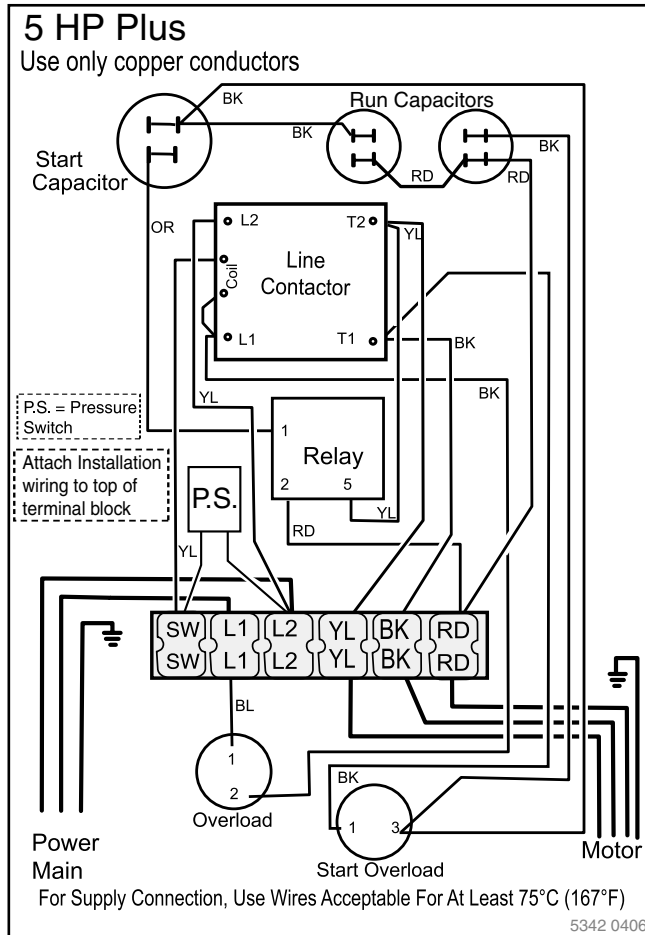 5 HP Plus
Use only copper conductors
BK
Run Capacitors
BK
BK
Start
Capacitor
RD
RD
OR
L2
T2
YL
Coil
Line
Contactor
L1
T1
BK
BK
YL
P.S. = Pressure
Switch
1
Relay
Attach Installation
wiring to top of
terminal block
2
5
P.S.
YL
RD
YL
SW
L1
L2
YL
BK
RD
SW
L1
L2
YL
BK
RD
BL
1
2
BK
Overload
1
3
Power
Main
Start Overload
Motor
For Supply Connection, Use Wires Acceptable For At Least 75°C (167°F)
5342 0406